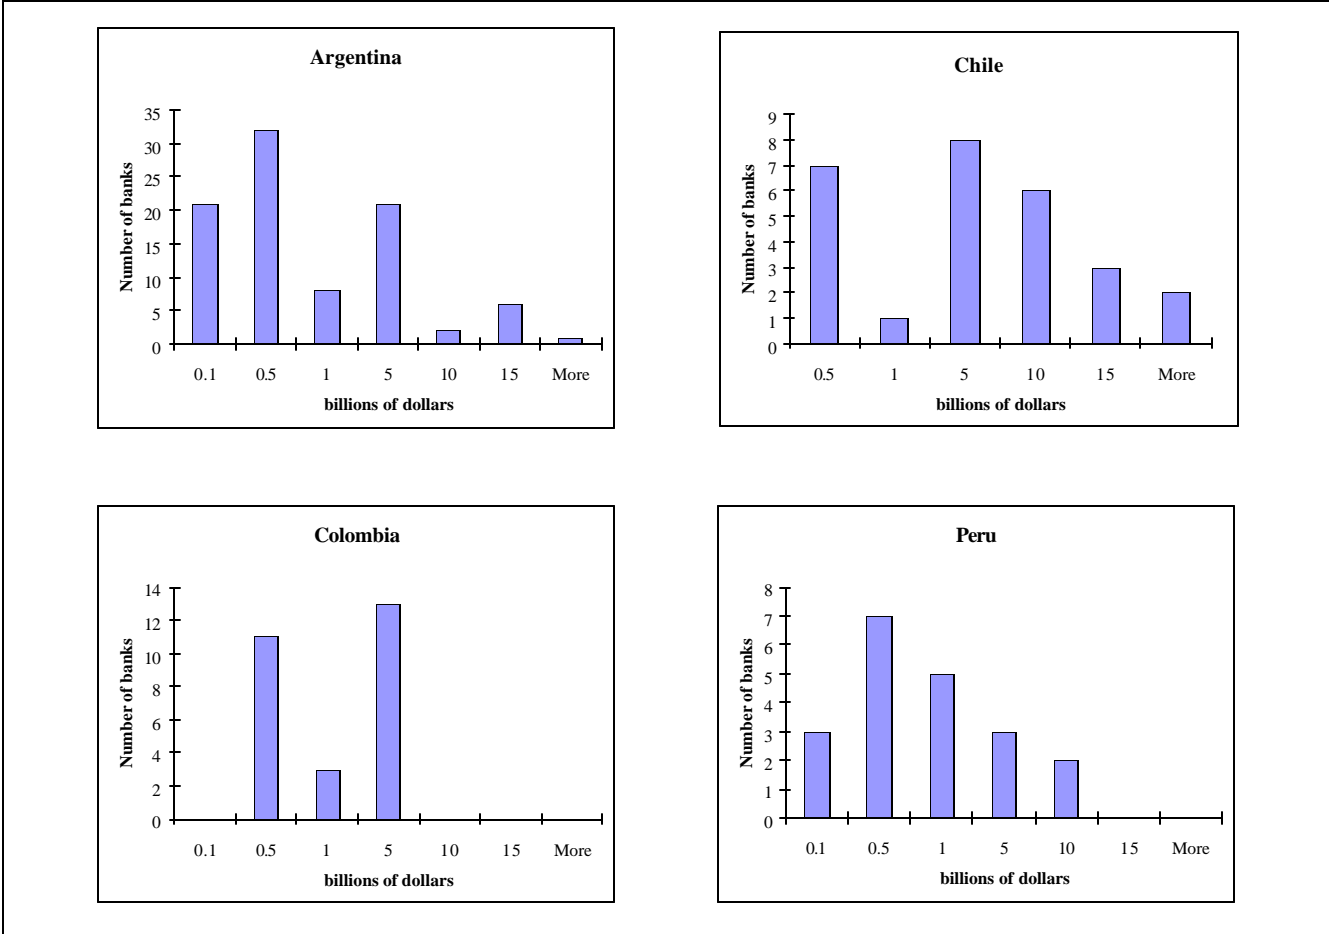 Argentina
Number of banks
35
30
25
20
15
10
5
0
0.1 0.5 1 5 10 15 More
billions of dollars
Chile
Number of banks
9
8
7
6
5
4
3
2
1
0
0.5 1 5 10 15 More
billions of dollars
Colombia
Number of banks
14
12
10
8
6
4
2
0
0.1 0.5 1 5 10 15 More
billions of dollars
Peru
Number of banks
8
7
6
5
4
3
2
1
0
0.1 0.5 1 5 10 15 More
billions of dollars